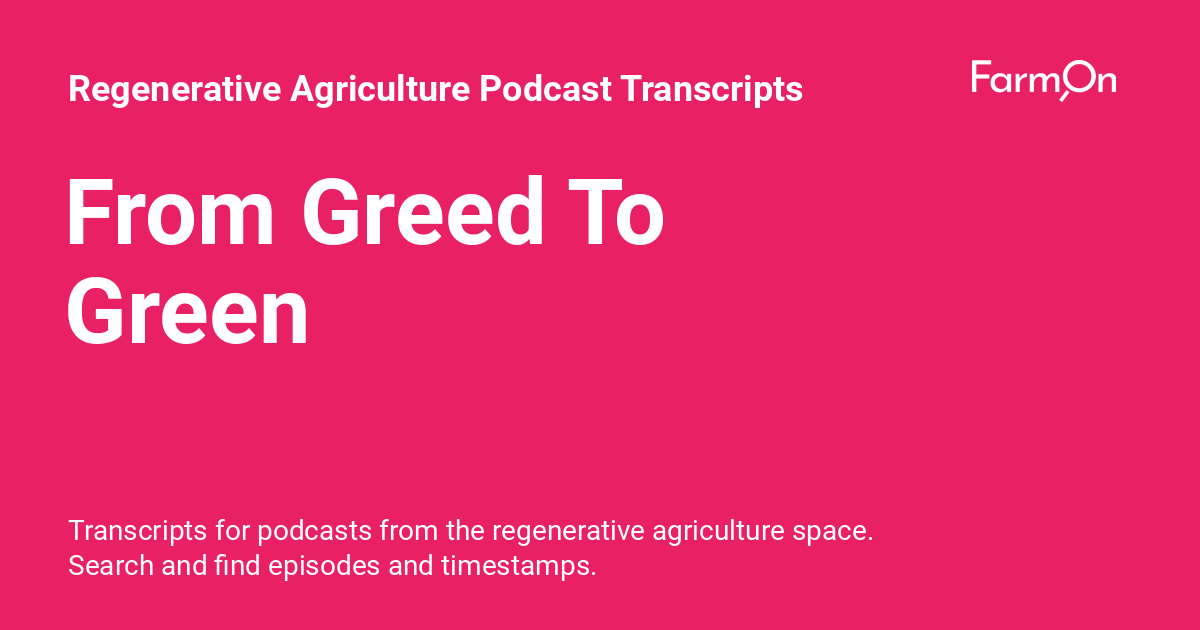 Regenerative Agriculture Podcast Transcripts
FarmOn
From Greed To
Green
Transcripts for podcasts from the regenerative agriculture space.
Search and find episodes and timestamps.